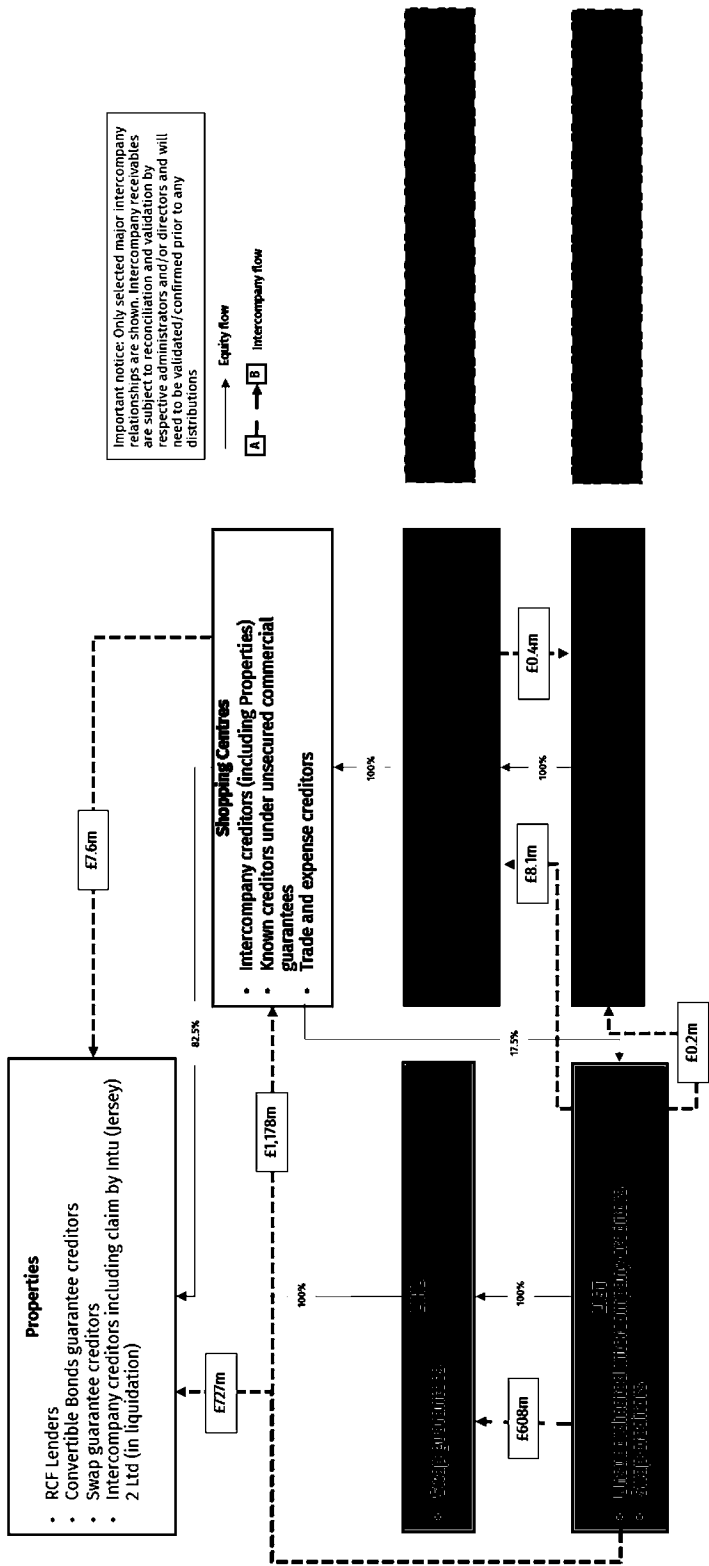 Properties
• RCF Lenders
• Convertible Bonds guarantee creditors
• Swap guarantee creditors
• Intercompany creditors including claim by Intu (Jersey)
2 Ltd (in liquidation)
£7.6m
Important notice: Only selected major intercompany
relationships are shown. Intercompany receivables
are subject to reconciliation and validation by
respective administrators and/or directors and will
need to be validated/confirmed prior to any
distributions
Equity flow
A
B
Intercompany flow
82.5%
£727m
£1,178m
Shopping Centres
• Intercompany creditors (including Properties)
• Known creditors under unsecured commercial
guarantees
• Trade and expense creditors
100%
100%
17.5%
£608m
100%
£8.1m
100%
£0.4m
£0.2m